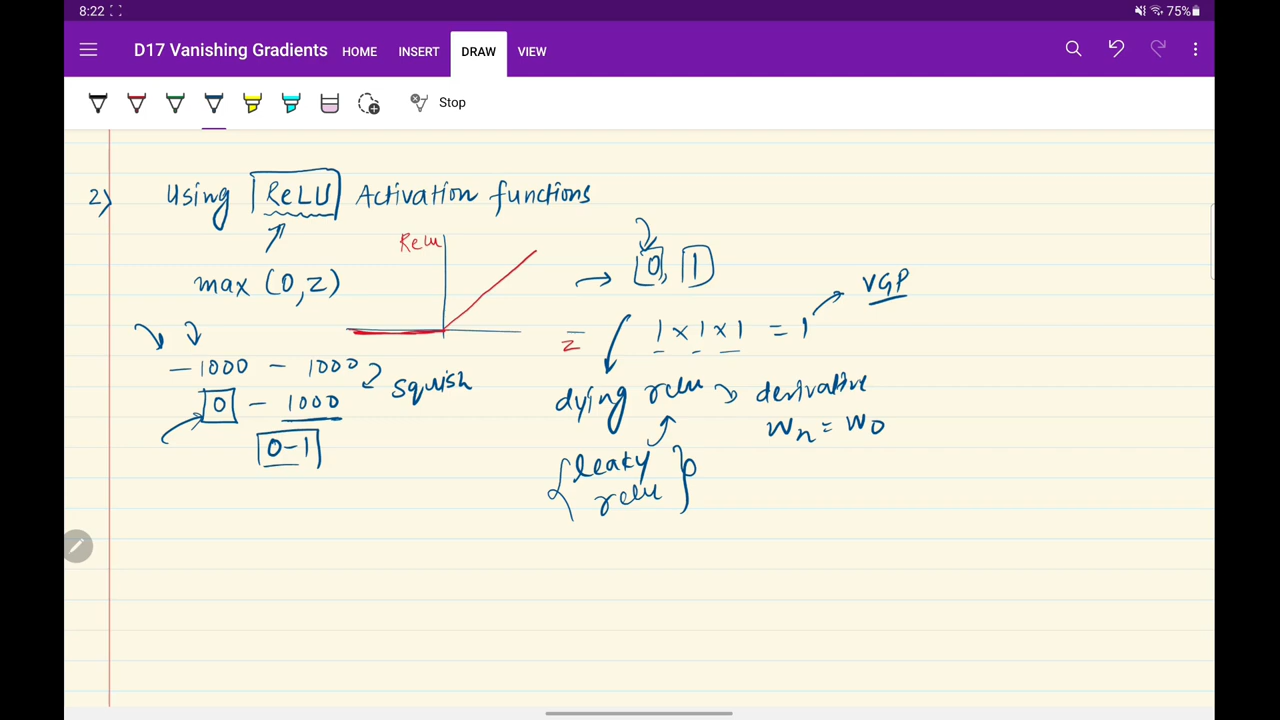 8:22
75%
D17 Vanishing Gradients HOME INSERT DRAW VIEW
Stop
2) Using ReLU Activation functions
Relu
max (0,z)
z
0, 1
VGP
1 x 1 x 1 = 1
-1000 - 1000
squish
0 - 1000
0-1
dying relu → derivative
wn = wo
{leaky
relu}